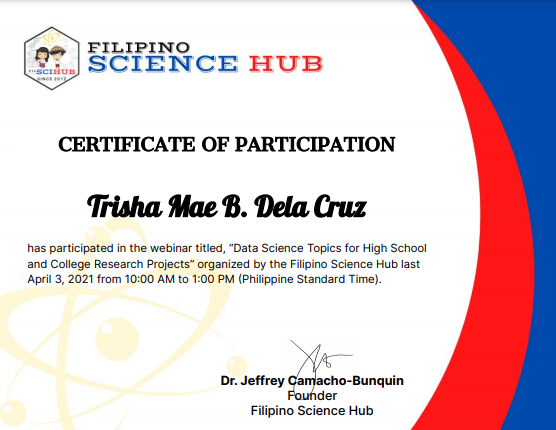 FILIPINO
SCIENCE HUB
FIL SCIHUB
SINCE 2012
CERTIFICATE OF PARTICIPATION
Trisha Mae B. Dela Cruz
has participated in the webinar titled, “Data Science Topics for High School
and College Research Projects” organized by the Filipino Science Hub last
April 3, 2021 from 10:00 AM to 1:00 PM (Philippine Standard Time).
Dr. Jeffrey Camacho-Bunquin
Founder
Filipino Science Hub